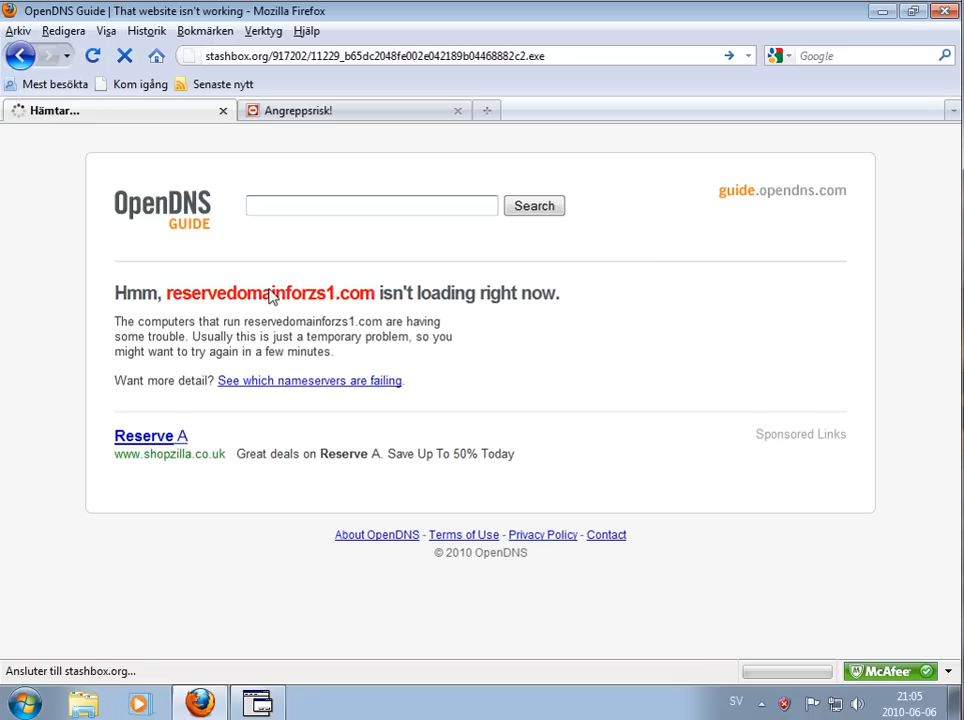 OpenDNS Guide | That website isn't working - Mozilla Firefox
Arkiv Redigera Visa Historik Bokmärken Verktyg Hjälp
stashbox.org/917202/11229_b65dc2048fe002e042189b04468882c2.exe
Google
Mest besökta Kom igång Senaste nytt
Hämtar...
Angreppsrisk!
OpenDNS
GUIDE
Search
guide.opendns.com
Hmm, reservedomainforzs1.com isn't loading right now.
The computers that run reservedomainforzs1.com are having
some trouble. Usually this is just a temporary problem, so you
might want to try again in a few minutes.
Want more detail? See which nameservers are failing.
Reserve A
Sponsored Links
www.shopzilla.co.uk Great deals on Reserve A. Save Up To 50% Today
About OpenDNS - Terms of Use - Privacy Policy - Contact
© 2010 OpenDNS
Ansluter till stashbox.org...
McAfee
SV
21:05
2010-06-06